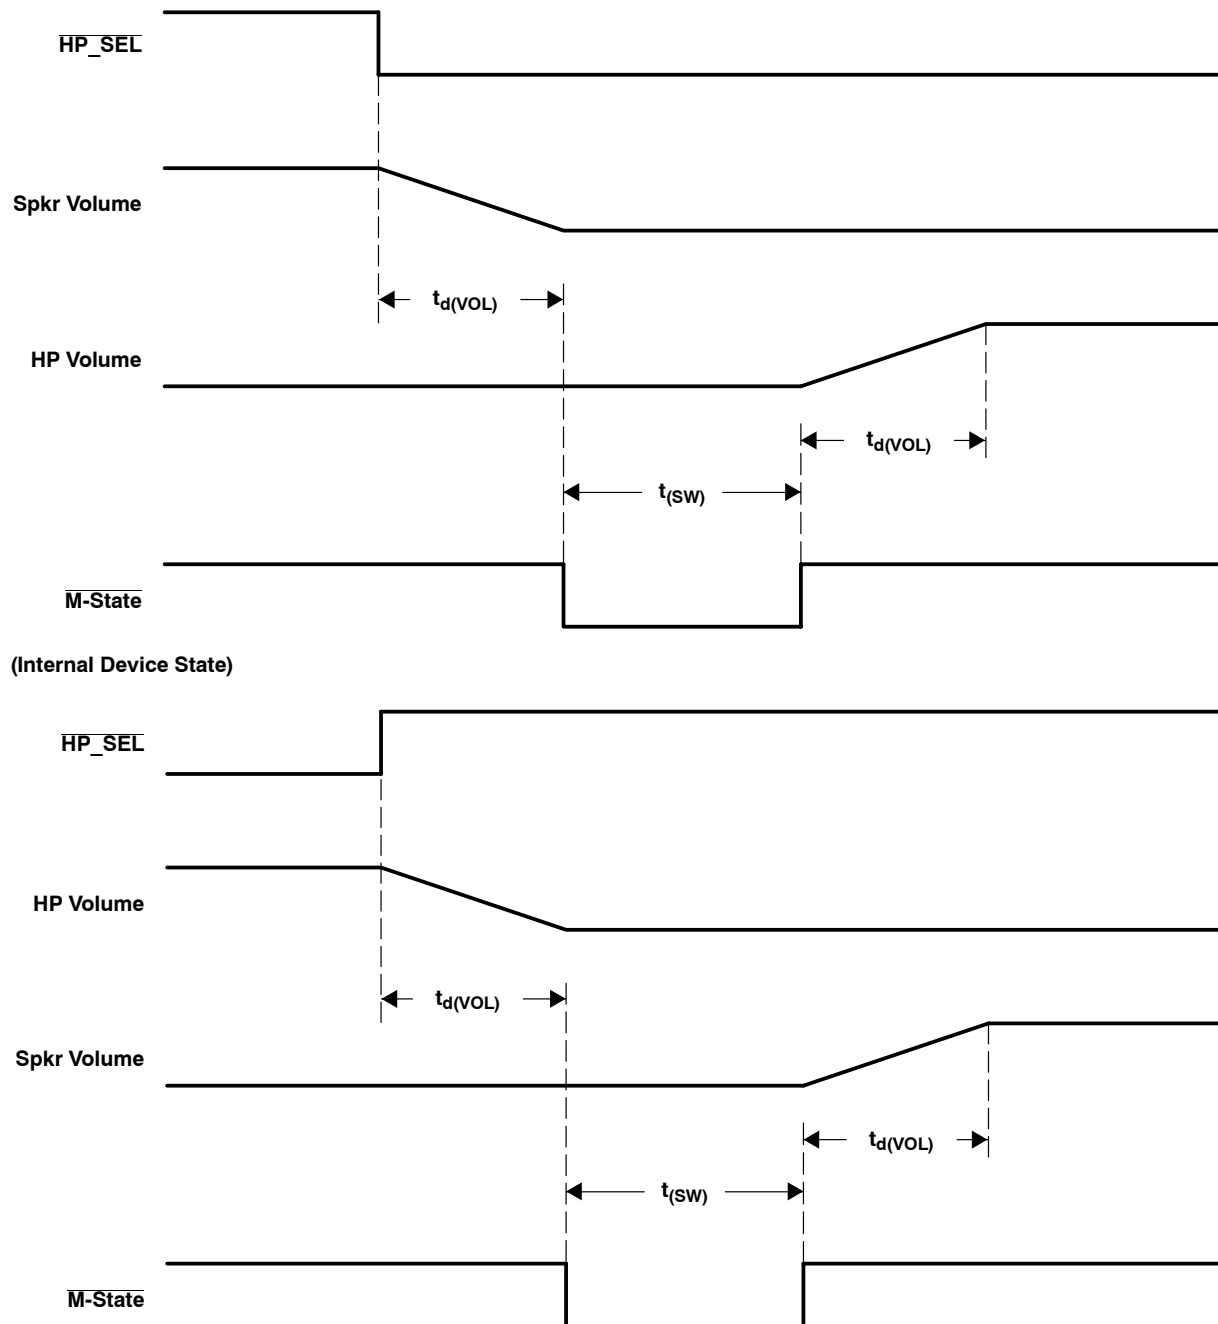 HP_SEL
Spkr Volume
td(VOL)
HP Volume
td(VOL)
t(SW)
M-State
(Internal Device State)
HP_SEL
HP Volume
td(VOL)
Spkr Volume
td(VOL)
t(SW)
M-State